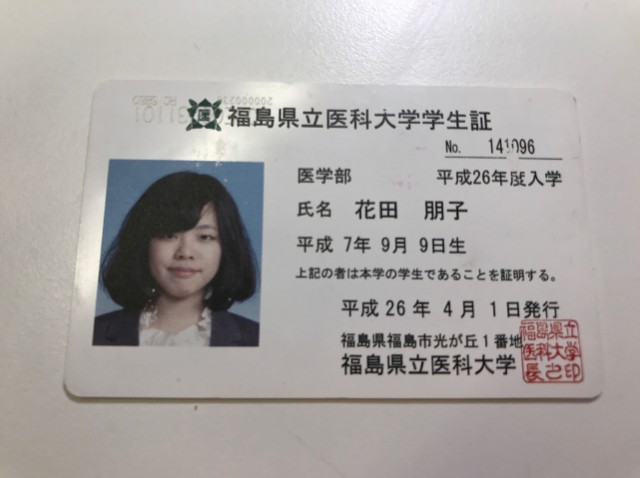 福島県立医科大学学生証
No. 141096
医学部 平成26年度入学
氏名 花田 朋子
平成 7年 9月 9日生
上記の者は本学の学生であることを証明する。
平成 26 年 4 月 1 日発行
福島県福島市光が丘1番地
福島県立医科大学
福島県立
医科大学
長之印